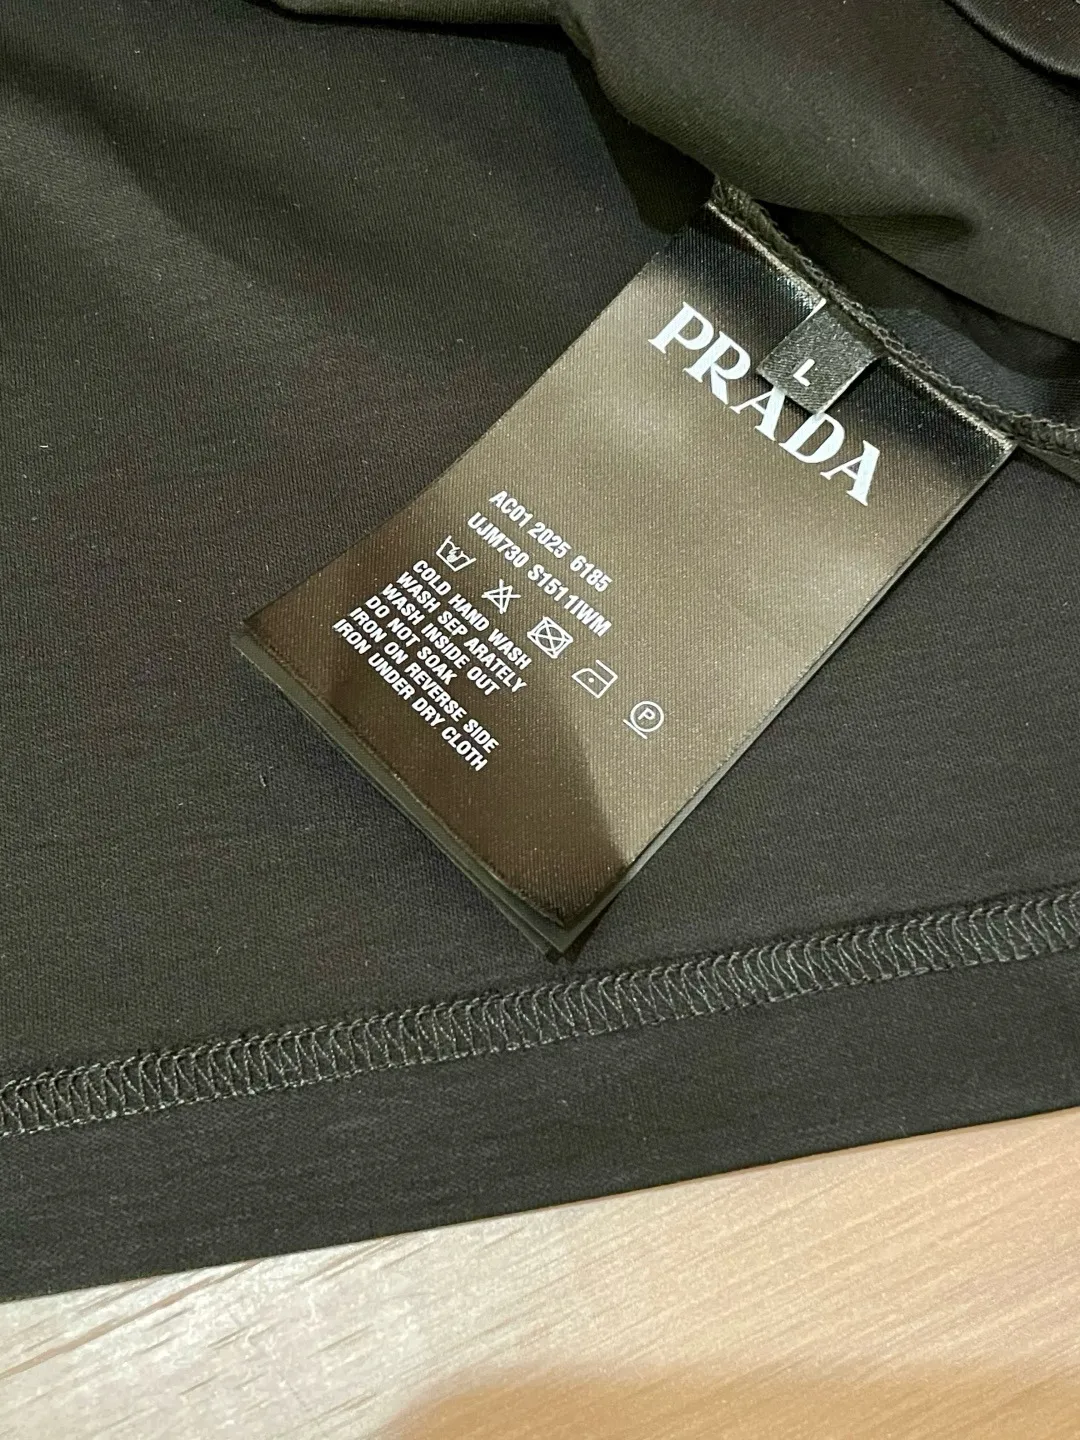 L
PRADA
AC01 2025 6185
UJM730 S1511IWM
P
COLD HAND WASH
WASH SEP ARATELY
WASH INSIDE OUT
DO NOT SOAK
IRON ON REVERSE SIDE
IRON UNDER DRY CLOTH